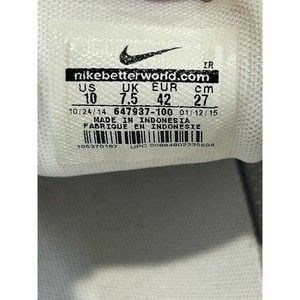 IR
nikebetterworld.com
US UK EUR cm
10 7.5 42 27
10/24/14 647937-100 01/12/15
MADE IN INDONESIA
FABRIQUE EN INDONESIE
105370187 UPC 00884802335504